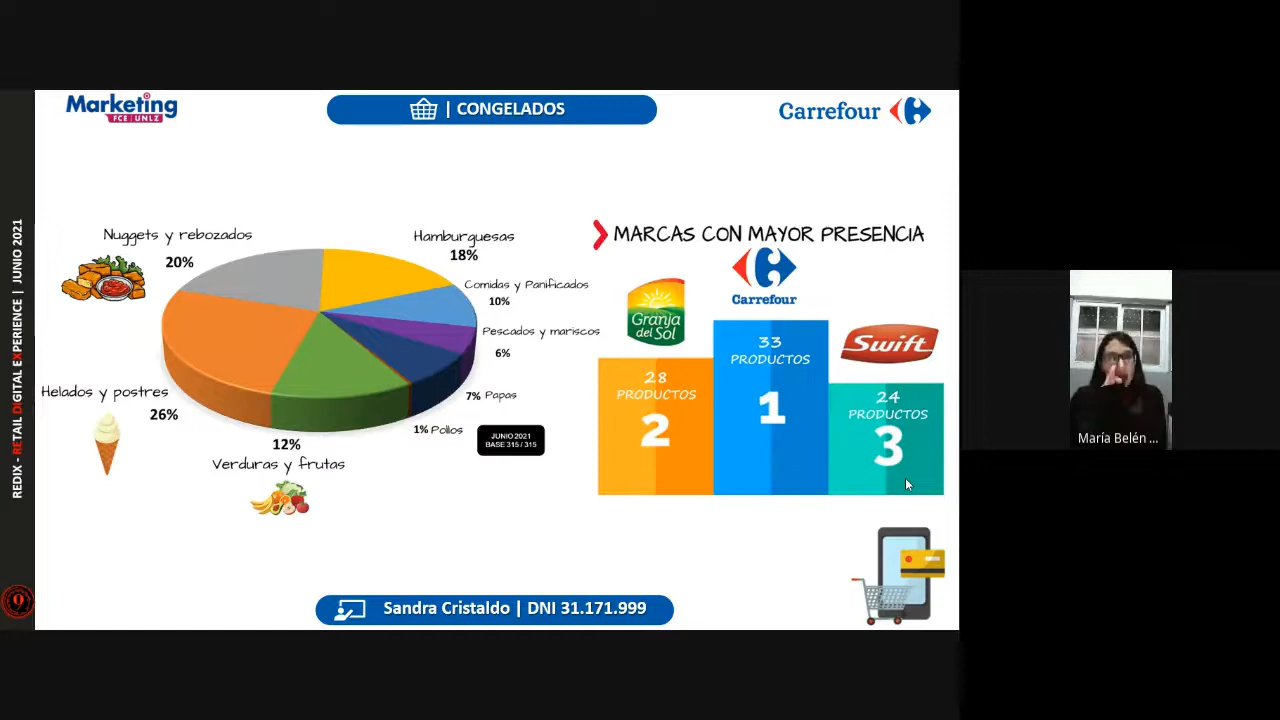 Marketing
FCE | UNLZ
| CONGELADOS
Carrefour
REDIX - RETAIL DIGITAL EXPERIENCE | JUNIO 2021
Nuggets y rebozados
20%
Hamburguesas
18%
Comidas y Panificados
10%
Pescados y mariscos
6%
7% Papas
1% Pollos
Helados y postres
26%
12%
Verduras y frutas
JUNIO 2021
BASE 315 / 315
MARCAS CON MAYOR PRESENCIA
Granja
del Sol
Carrefour
Swift
28
PRODUCTOS
2
33
PRODUCTOS
1
24
PRODUCTOS
3
Sandra Cristaldo | DNI 31.171.999
María Belén ...